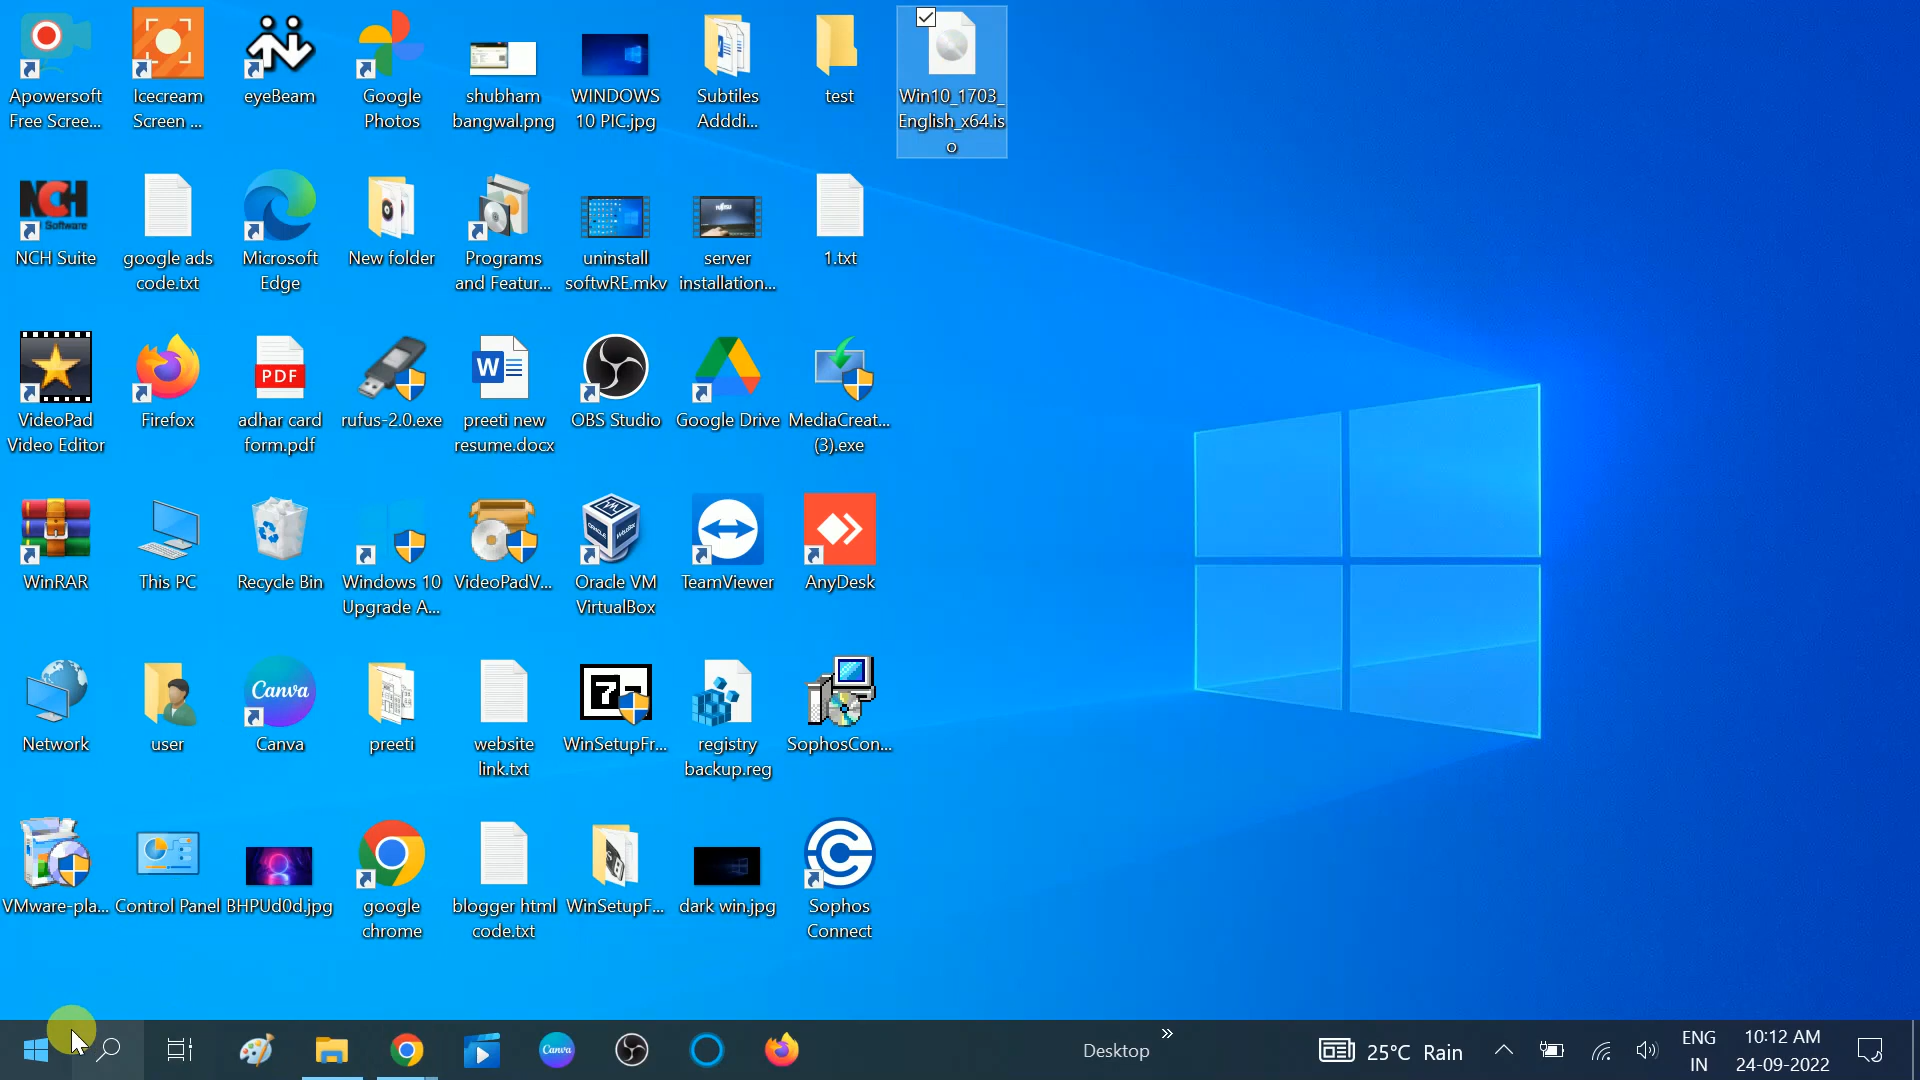 Apowersoft
Free Scree...
Icecream
Screen ...
eyeBeam
Google
Photos
shubham
bangwal.png
WINDOWS
10 PIC.jpg
Subtiles
Adddi...
test
Win10_1703_
English_x64.is
o
NCH
Software
NCH Suite
google ads
code.txt
Microsoft
Edge
New folder
Programs
and Featur...
uninstall
softwRE.mkv
FUJITSU
server
installation...
1.txt
VideoPad
Video Editor
Firefox
PDF
adhar card
form.pdf
rufus-2.0.exe
W
preeti new
resume.docx
OBS Studio
Google Drive
MediaCreat...
(3).exe
WinRAR
This PC
Recycle Bin
Windows 10
Upgrade A...
VideoPadV...
Oracle VM
VirtualBox
TeamViewer
AnyDesk
Network
user
Canva
Canva
preeti
website
link.txt
WinSetupFr...
registry
backup.reg
SophosCon...
VMware-pla...
Control Panel
BHPUd0d.jpg
google
chrome
blogger html
code.txt
WinSetupF...
dark win.jpg
Sophos
Connect
Canva
Desktop
»
25°C Rain
ENG
IN
10:12 AM
24-09-2022